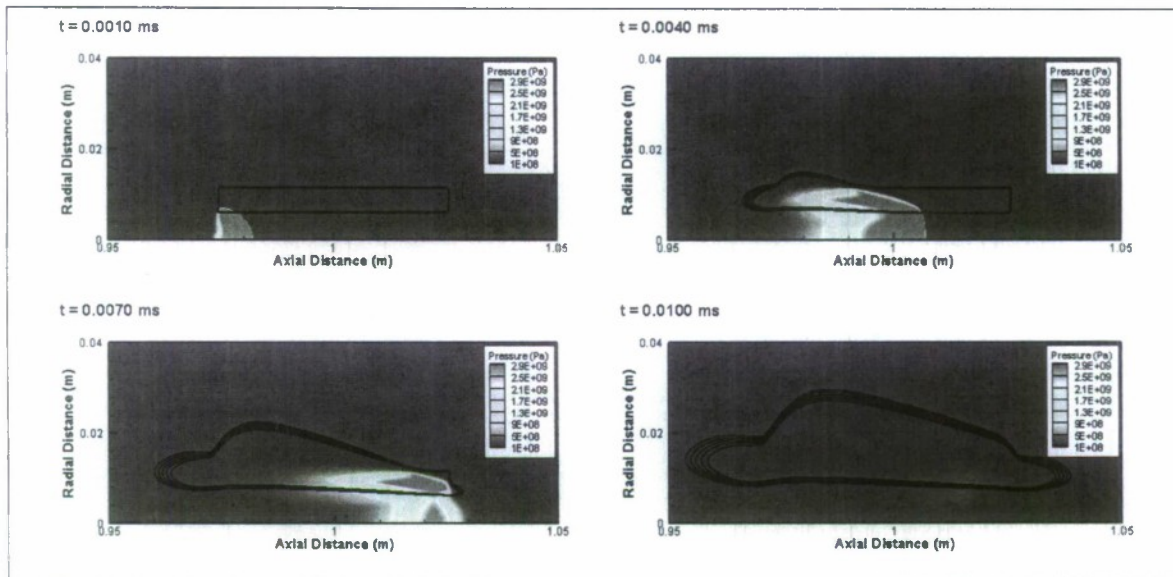 t = 0.0010 ms
0.04
Pressure (Pa)
2.9E+09
2.5E+09
2.1E+09
1.7E+09
1.3E+09
9E+08
5E+08
1E+08
Radial Distance (m)
0.02
0
0.95
1
1.05
Axial Distance (m)
t = 0.0040 ms
0.04
Pressure (Pa)
2.9E+09
2.5E+09
2.1E+09
1.7E+09
1.3E+09
9E+08
5E+08
1E+08
Radial Distance (m)
0.02
0
0.95
1
1.05
Axial Distance (m)
t = 0.0070 ms
0.04
Pressure (Pa)
2.9E+09
2.5E+09
2.1E+09
1.7E+09
1.3E+09
9E+08
5E+08
1E+08
Radial Distance (m)
0.02
0
0.95
1
1.05
Axial Distance (m)
t = 0.0100 ms
0.04
Pressure (Pa)
2.9E+09
2.5E+09
2.1E+09
1.7E+09
1.3E+09
9E+08
5E+08
1E+08
Radial Distance (m)
0.02
0
0.95
1
1.05
Axial Distance (m)